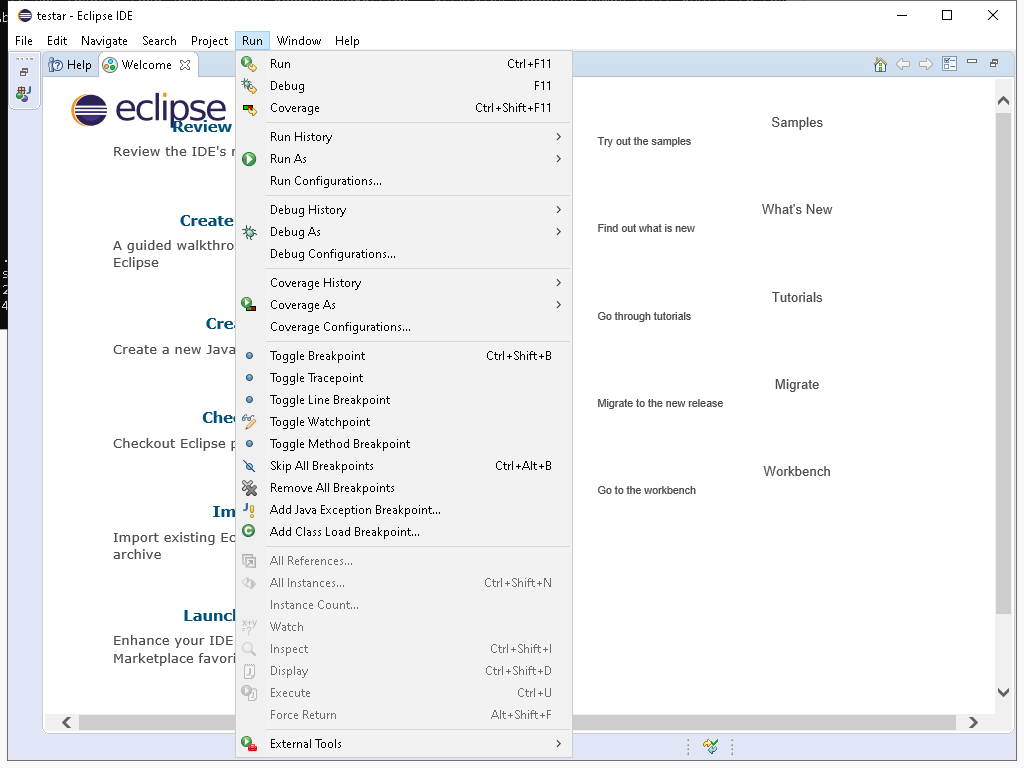 testar - Eclipse IDE
File Edit Navigate Search Project Run Window Help
Help Welcome
eclipse
Review
Review the IDE's
Create
A guided
Eclipse
Create a new Java
Checkout Eclipse
Import existing
archive
Launch
Enhance your IDE
Marketplace
Run Ctrl+F11
Debug F11
Coverage Ctrl+Shift+F11
Run History
Run As
Run Configurations...
Debug History
Debug As
Debug Configurations...
Coverage History
Coverage As
Coverage Configurations...
Toggle Breakpoint Ctrl+Shift+B
Toggle Tracepoint
Toggle Line Breakpoint
Toggle Watchpoint
Toggle Method Breakpoint
Skip All Breakpoints Ctrl+Alt+B
Remove All Breakpoints
Add Java Exception Breakpoint...
Add Class Load Breakpoint...
All References...
All Instances... Ctrl+Shift+N
Instance Count...
Watch
Inspect Ctrl+Shift+I
Display Ctrl+Shift+D
Execute Ctrl+U
Force Return Alt+Shift+F
External Tools
Samples
Try out the samples
What's New
Find out what is new
Tutorials
Go through tutorials
Migrate
Migrate to the new release
Workbench
Go to the workbench